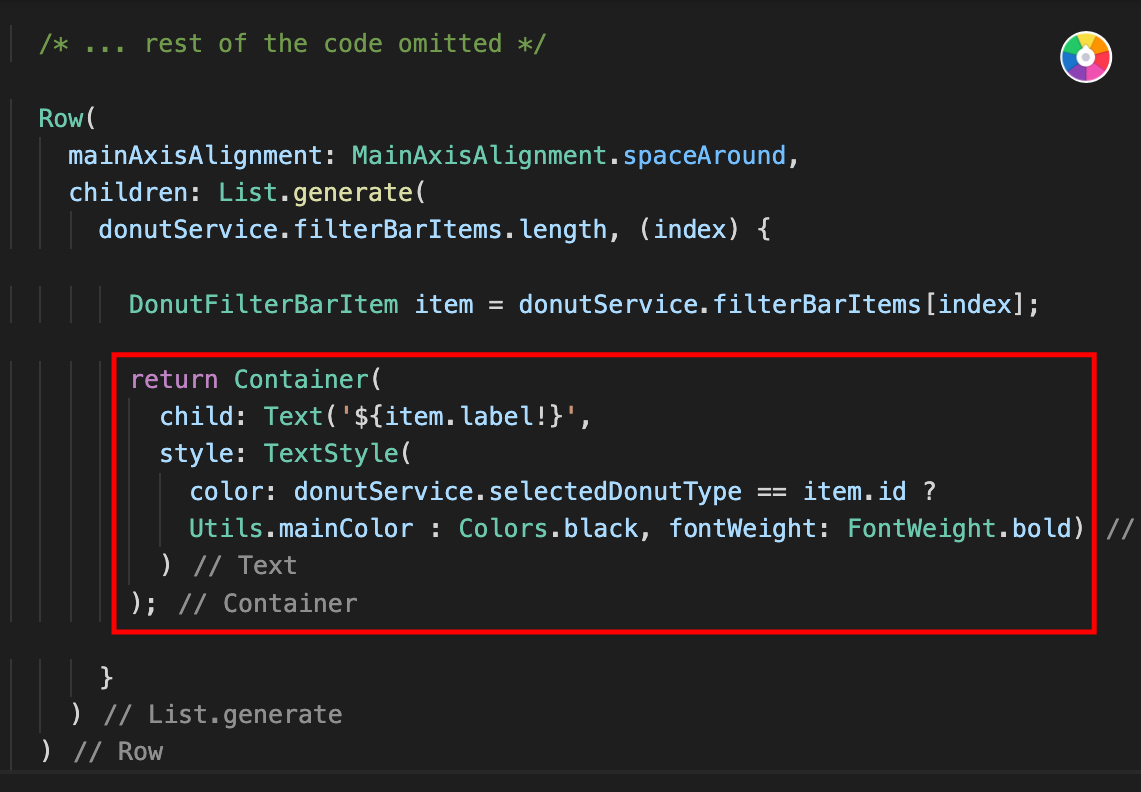 /* ... rest of the code omitted */
Row(
mainAxisAlignment: MainAxisAlignment.spaceAround,
children: List.generate(
donutService.filterBarItems.length, (index) {
DonutFilterBarItem item = donutService.filterBarItems[index];
return Container(
child: Text('${item.label!}',
style: TextStyle(
color: donutService.selectedDonutType == item.id ?
Utils.mainColor : Colors.black, fontWeight: FontWeight.bold) //
) // Text
); // Container
}
) // List.generate
) // Row